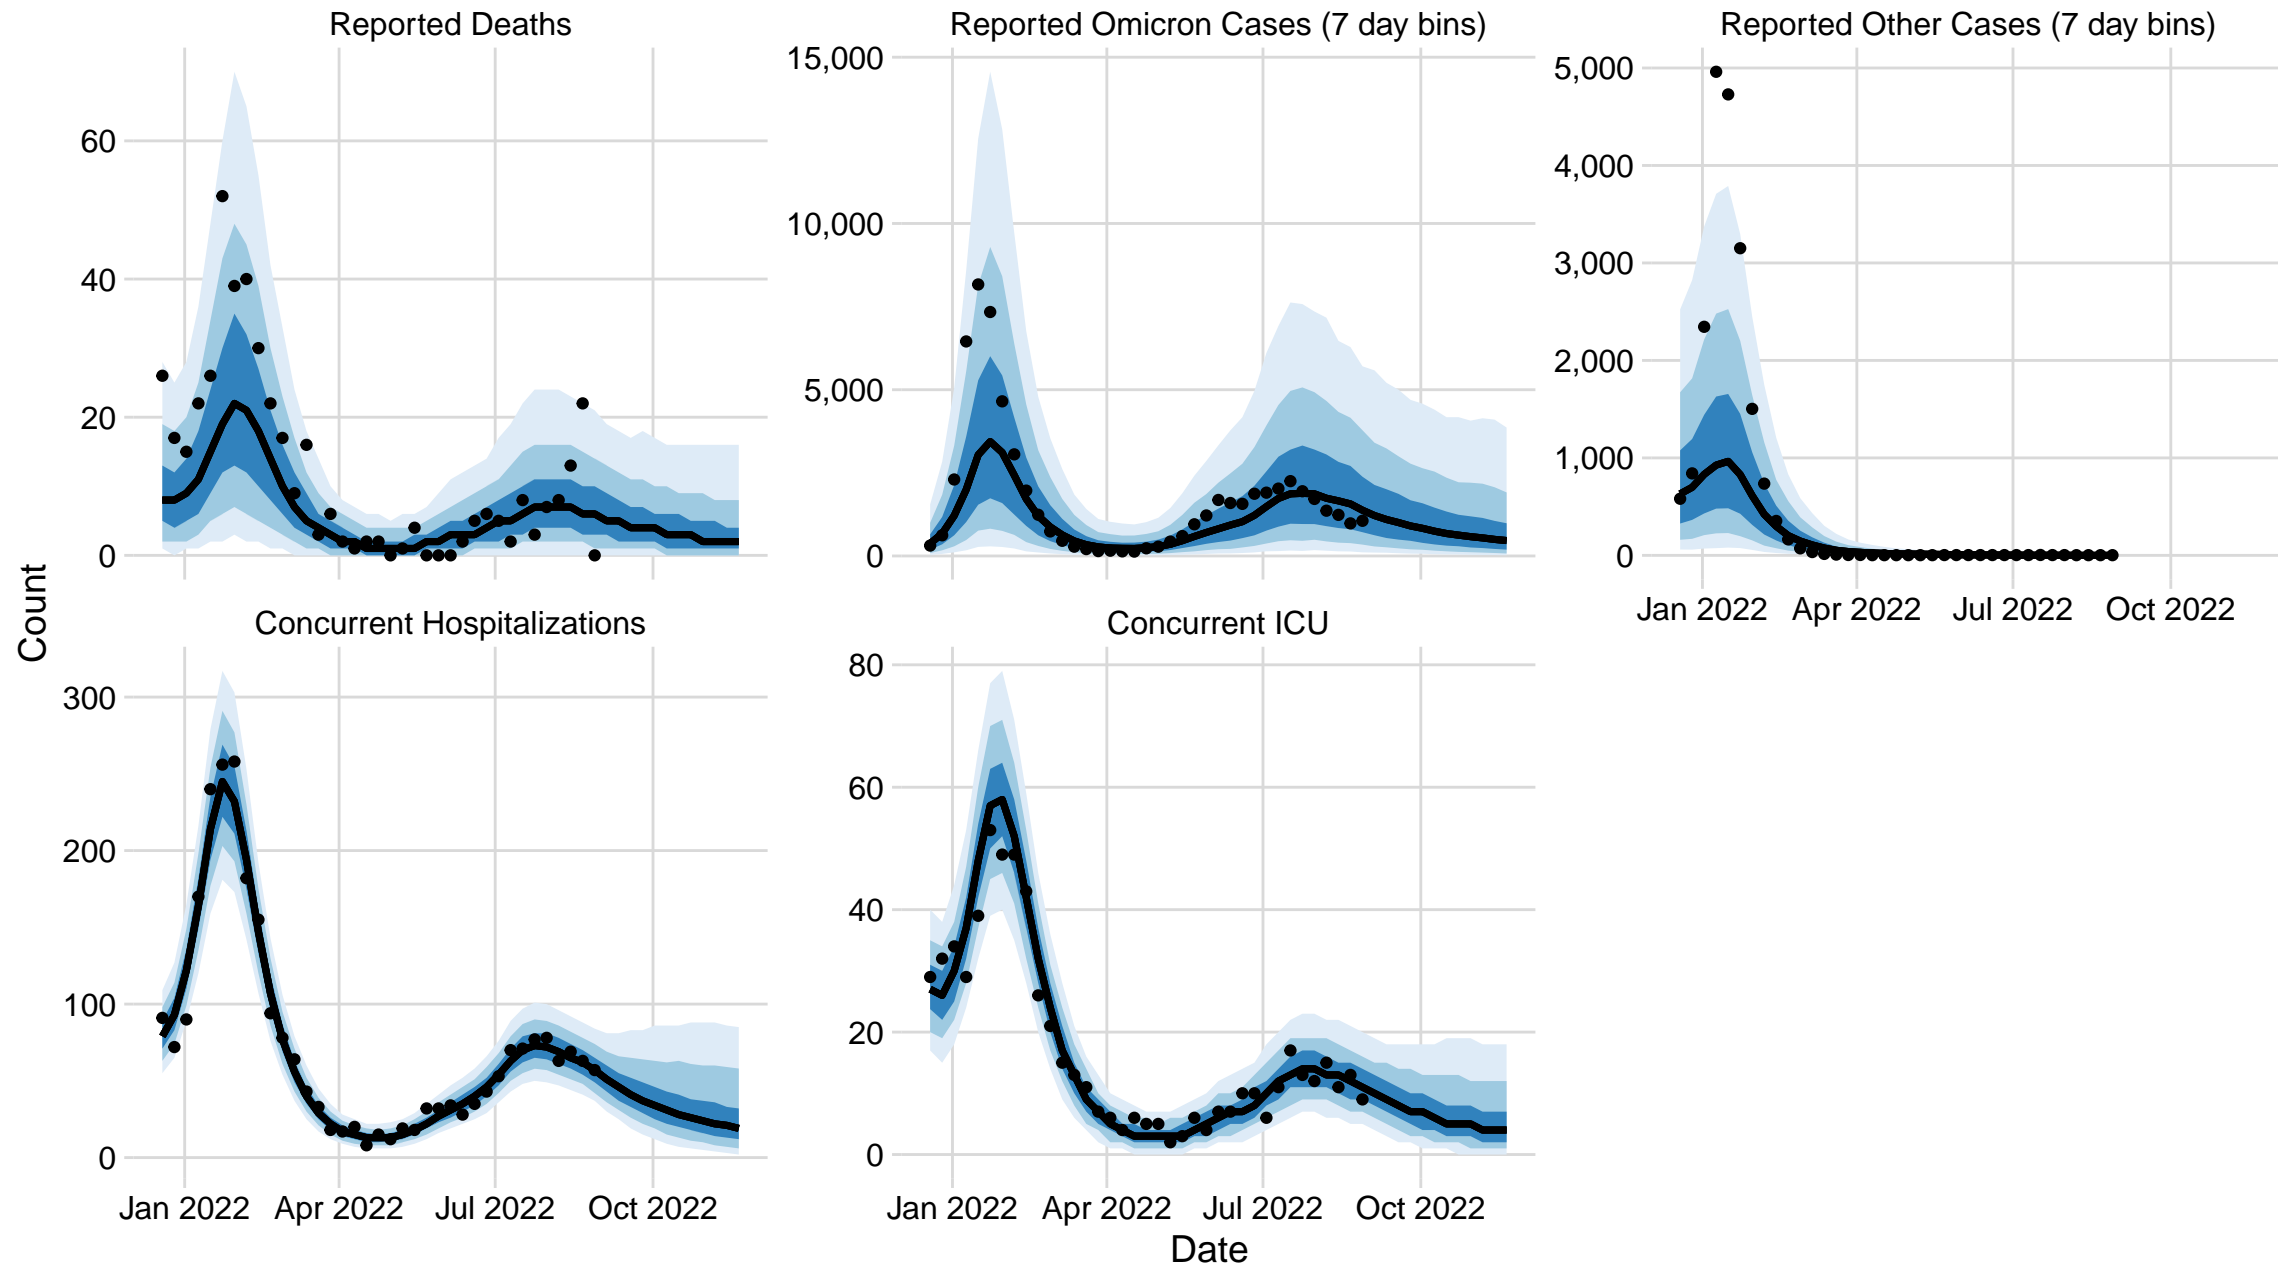 Reported Deaths
Reported Omicron Cases (7 day bins)
Reported Other Cases (7 day bins)
60
40
20
0
15,000
10,000
5,000
0
5,000
4,000
3,000
2,000
1,000
0
Jan 2022 Apr 2022 Jul 2022 Oct 2022
Count
Concurrent Hospitalizations
Concurrent ICU
300
200
100
0
80
60
40
20
0
Jan 2022 Apr 2022 Jul 2022 Oct 2022
Jan 2022 Apr 2022 Jul 2022 Oct 2022
Date